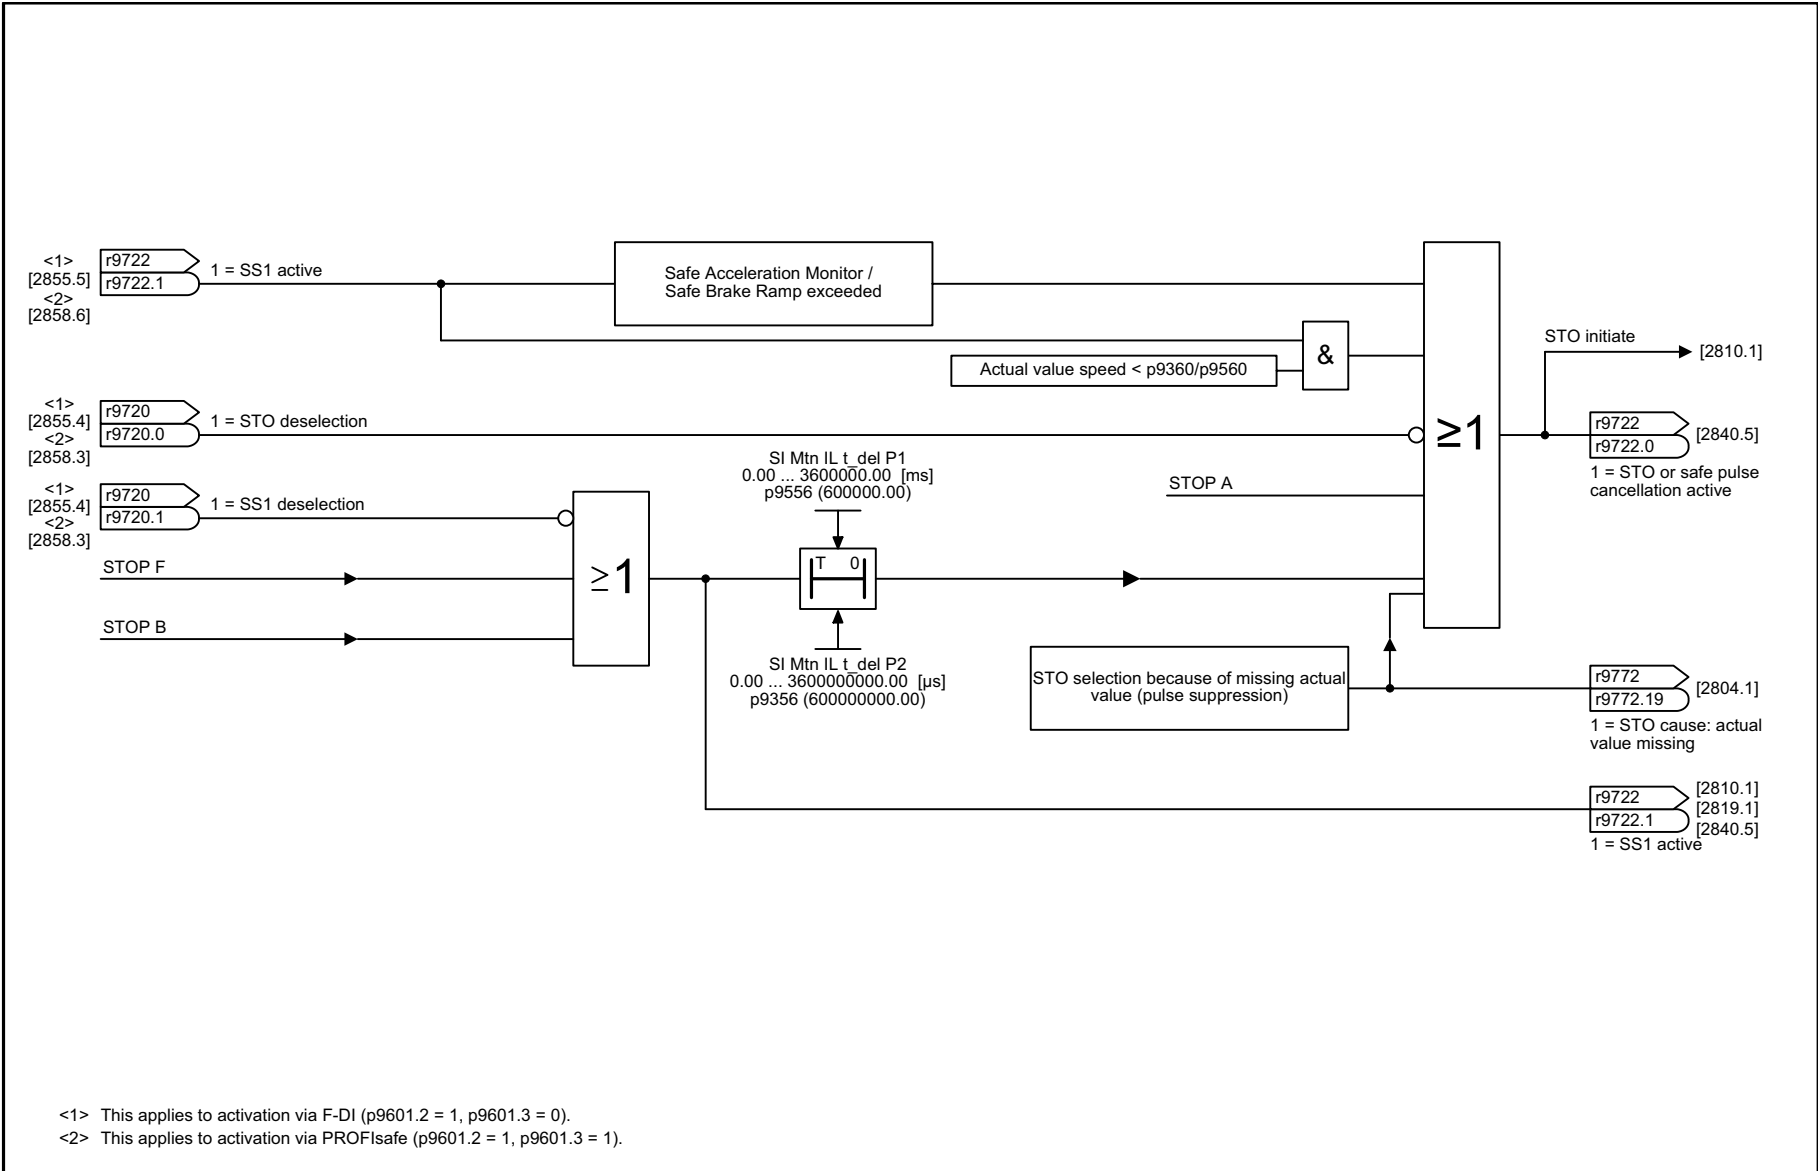 <1>
[2855.5]
<2>
[2858.6]
r9722
r9722.1
1 = SS1 active
Safe Acceleration Monitor /
Safe Brake Ramp exceeded
&
Actual value speed < p9360/p9560
STO initiate
[2810.1]
<1>
[2855.4]
<2>
[2858.3]
r9720
r9720.0
1 = STO deselection
≥1
r9722
r9722.0
[2840.5]
1 = STO or safe pulse
cancellation active
<1>
[2855.4]
<2>
[2858.3]
r9720
r9720.1
1 = SS1 deselection
SI Mtn IL t_del P1
0.00 ... 3600000.00 [ms]
p9556 (600000.00)
STOP A
STOP F
≥1
T 0
STOP B
SI Mtn IL t_del P2
0.00 ... 3600000000.00 [µs]
p9356 (600000000.00)
STO selection because of missing actual
value (pulse suppression)
r9772
r9772.19
[2804.1]
1 = STO cause: actual
value missing
r9722
r9722.1
[2810.1]
[2819.1]
[2840.5]
1 = SS1 active
<1> This applies to activation via F-DI (p9601.2 = 1, p9601.3 = 0).
<2> This applies to activation via PROFIsafe (p9601.2 = 1, p9601.3 = 1).